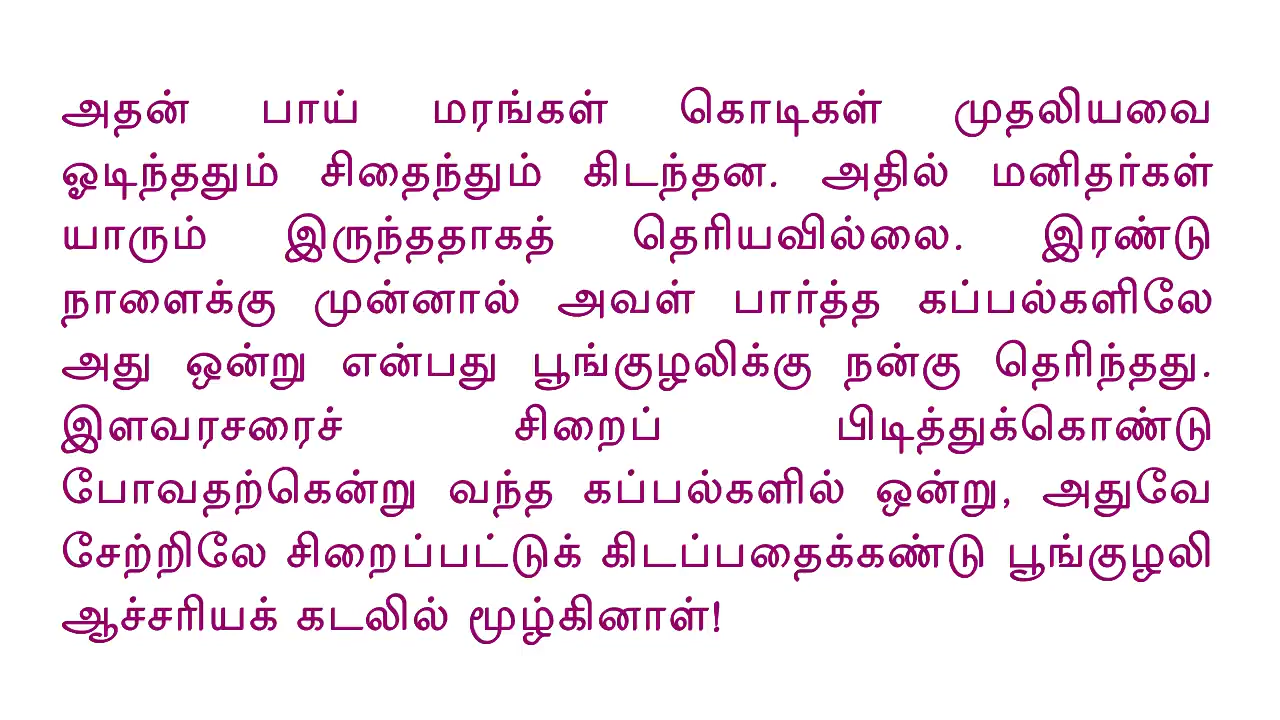 அதன் பாய் மரங்கள் கொடிகள் முதலியவை
ஓடிந்ததும் சிதைந்தும் கிடந்தன. அதில் மனிதர்கள்
யாரும் இருந்ததாகத் தெரியவில்லை. இரண்டு
நாளைக்கு முன்னால் அவள் பார்த்த கப்பல்களிலே
அது ஒன்று என்பது பூங்குழலிக்கு நன்கு தெரிந்தது.
இளவரசரைச் சிறைப் பிடித்துக்கொண்டு
போவதற்கென்று வந்த கப்பல்களில் ஒன்று, அதுவே
சேற்றிலே சிறைப்பட்டுக் கிடப்பதைக்கண்டு பூங்குழலி
ஆச்சரியக் கடலில் மூழ்கினாள்!